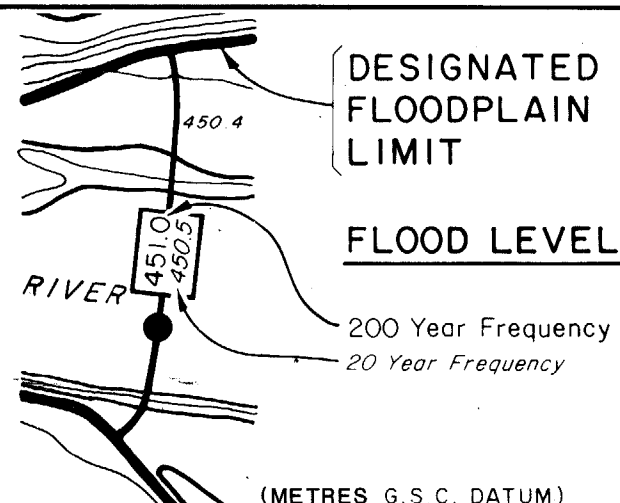 DESIGNATED
FLOODPLAIN
LIMIT
450.4
FLOOD LEVEL
451.0
450.5
RIVER
200 Year Frequency
20 Year Frequency
(METRES G.S C. DATUM)